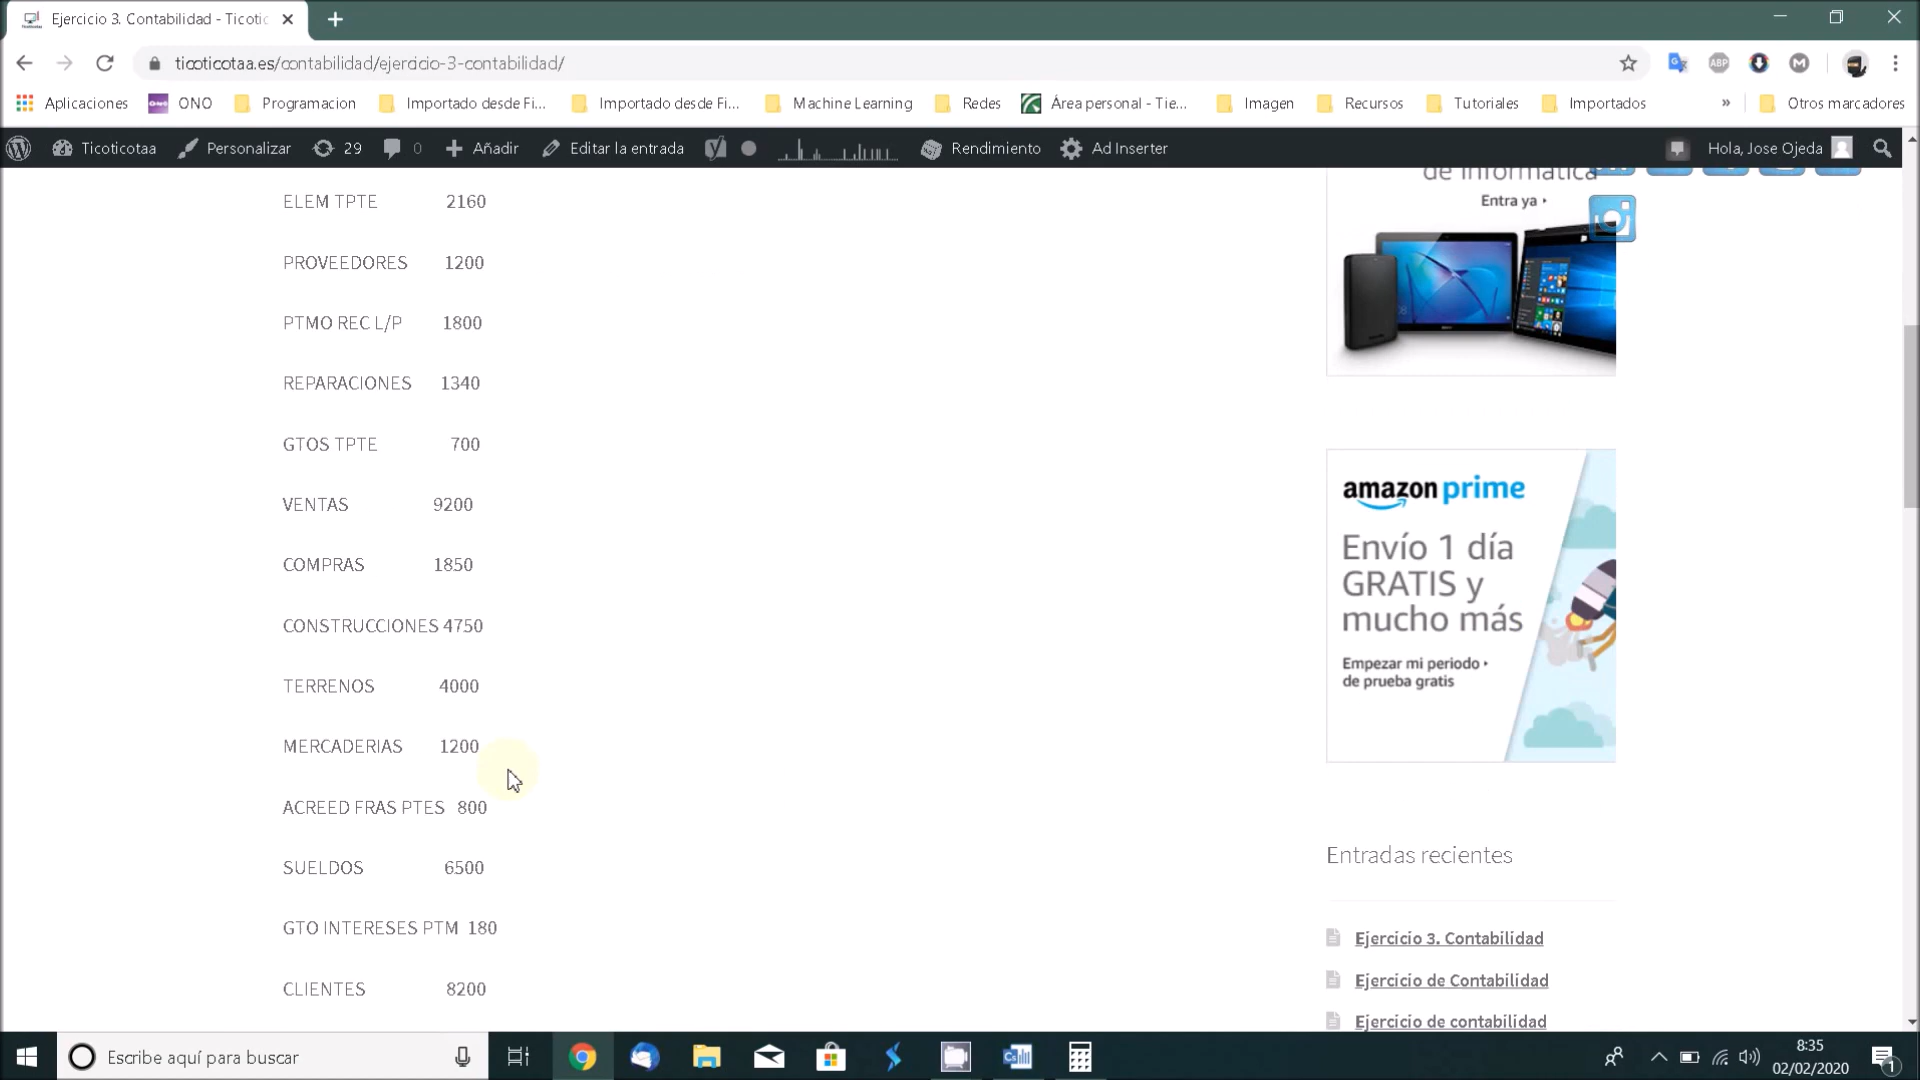 Ejercicio 3. Contabilidad - Ticotic
ticoticotaa.es/contabilidad/ejercicio-3-contabilidad/
Aplicaciones ONO Programacion Importado desde Fi... Importado desde Fi... Machine Learning Redes Área personal - Tie... Imagen Recursos Tutoriales Importados » Otros marcadores
Ticoticotaa Personalizar 29 0 Añadir Editar la entrada Rendimiento Ad Inserter Hola, Jose Ojeda
ELEM TPTE 2160
PROVEEDORES 1200
PTMO REC L/P 1800
REPARACIONES 1340
GTOS TPTE 700
VENTAS 9200
COMPRAS 1850
CONSTRUCCIONES 4750
TERRENOS 4000
MERCADERIAS 1200
ACREED FRAS PTES 800
SUELDOS 6500
GTO INTERESES PTM 180
CLIENTES 8200
de Informática
Entra ya
amazon prime
Envío 1 día
GRATIS y
mucho más
Empezar mi periodo
de prueba gratis
Entradas recientes
Ejercicio 3. Contabilidad
Ejercicio de Contabilidad
Ejercicio de contabilidad
Escribe aquí para buscar
8:35
02/02/2020
1